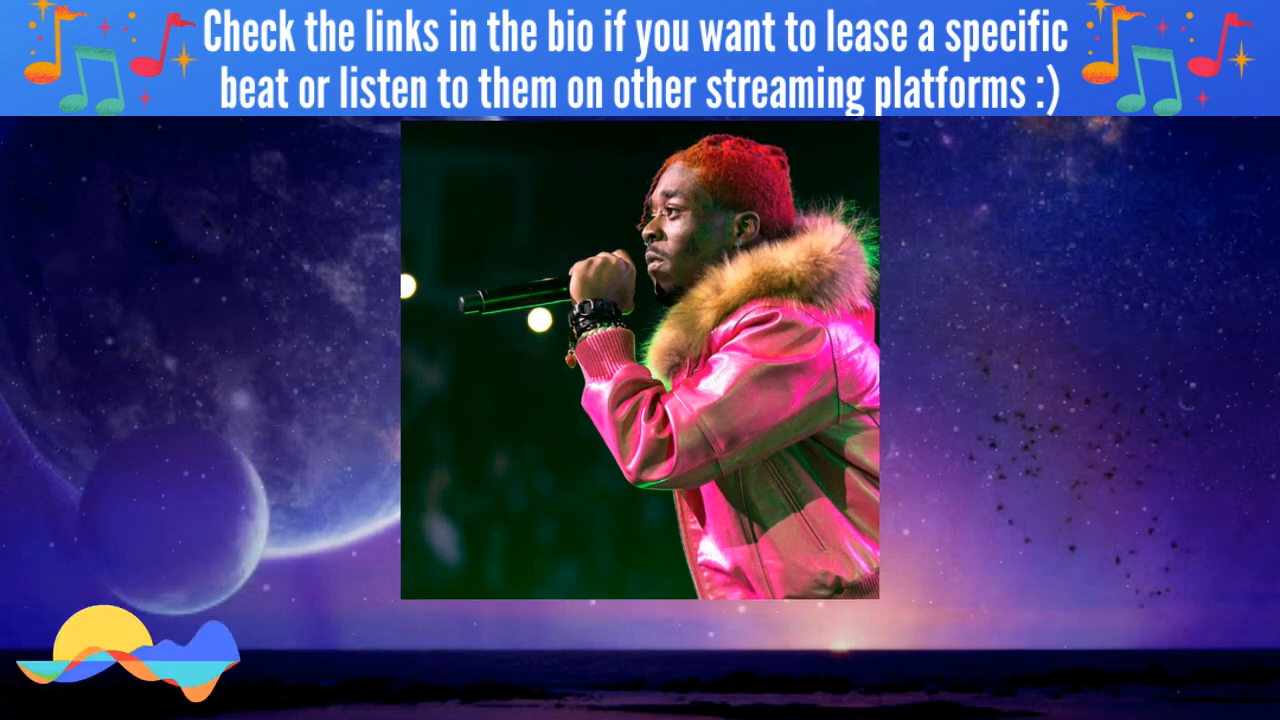 Check the links in the bio if you want to lease a specific
beat or listen to them on other streaming platforms :)